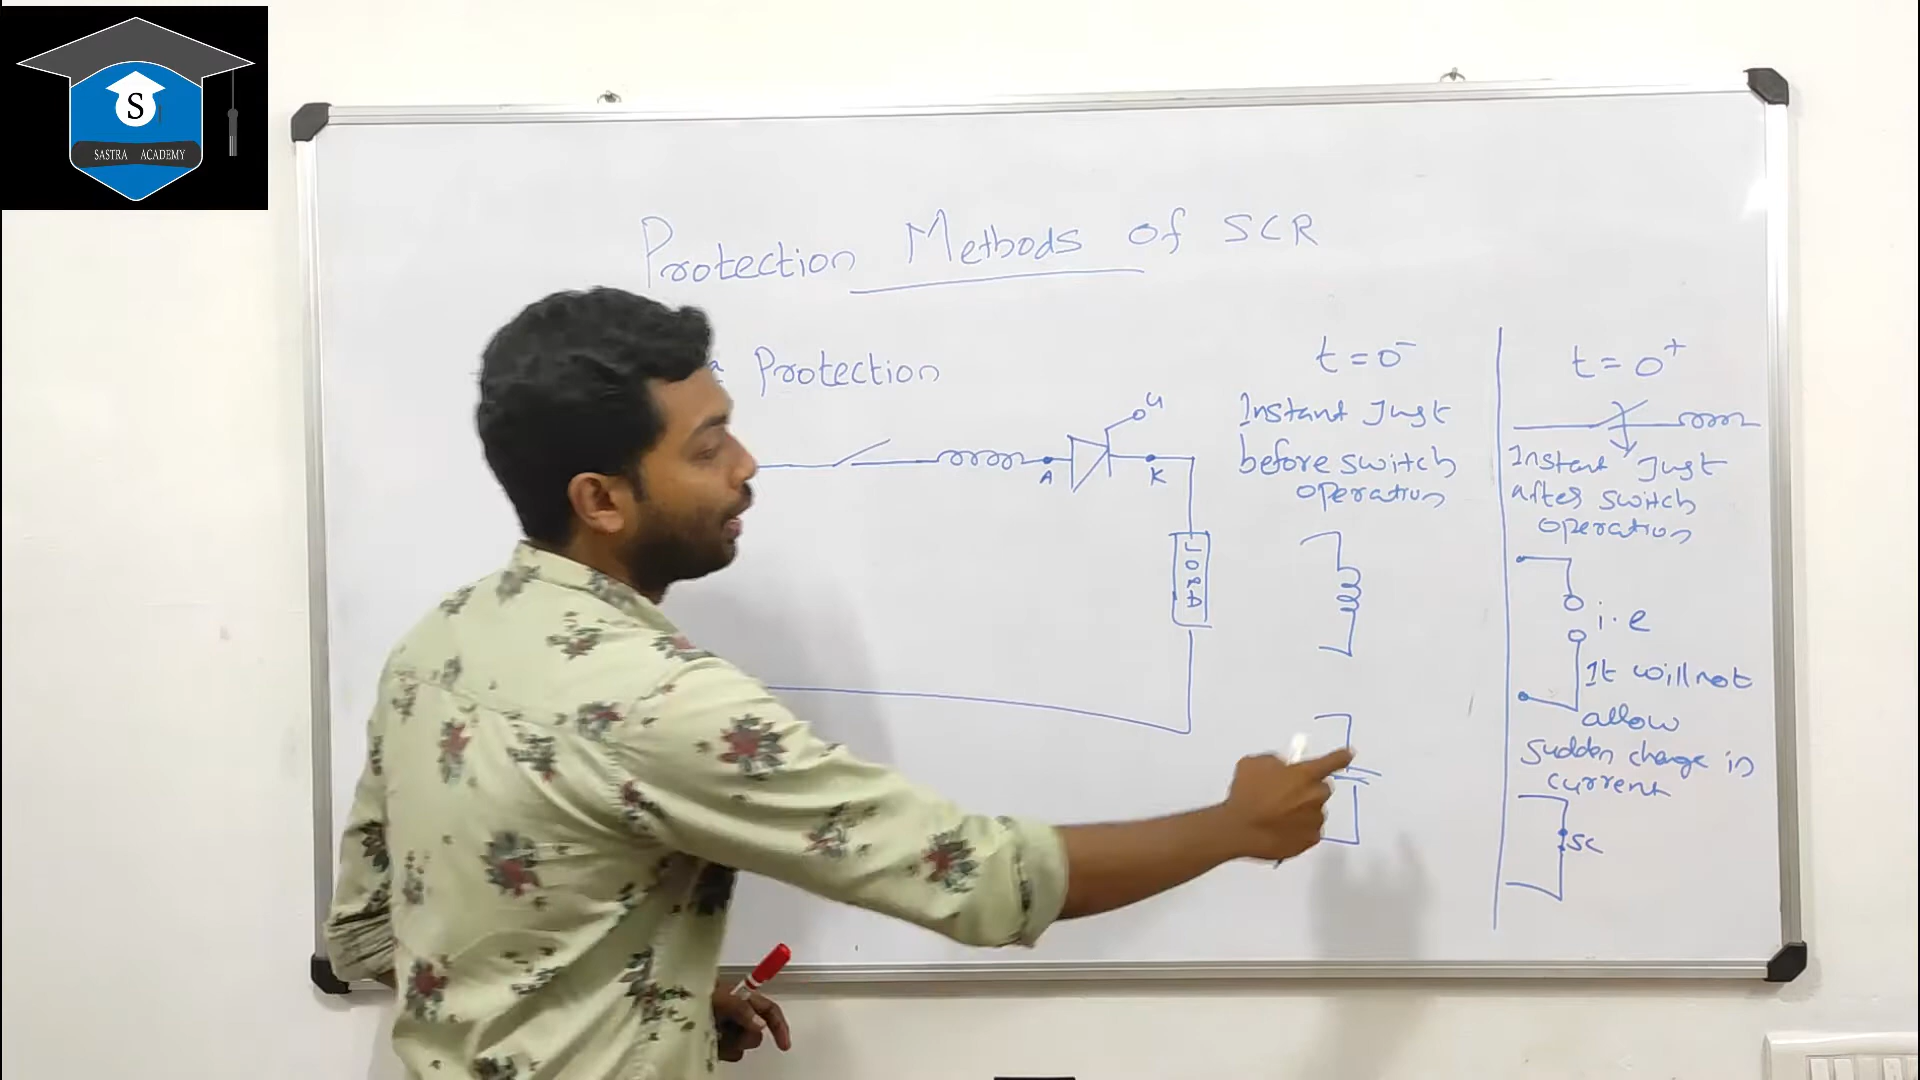 S
SASTRA ACADEMY
Protection Methods of SCR
Protection
A
K
G
LOAD
t=0⁻
Instant Just
before switch
operation
t=0⁺
Instant Just
after switch
operation
i.e
It will not
allow
sudden change in
current
SC